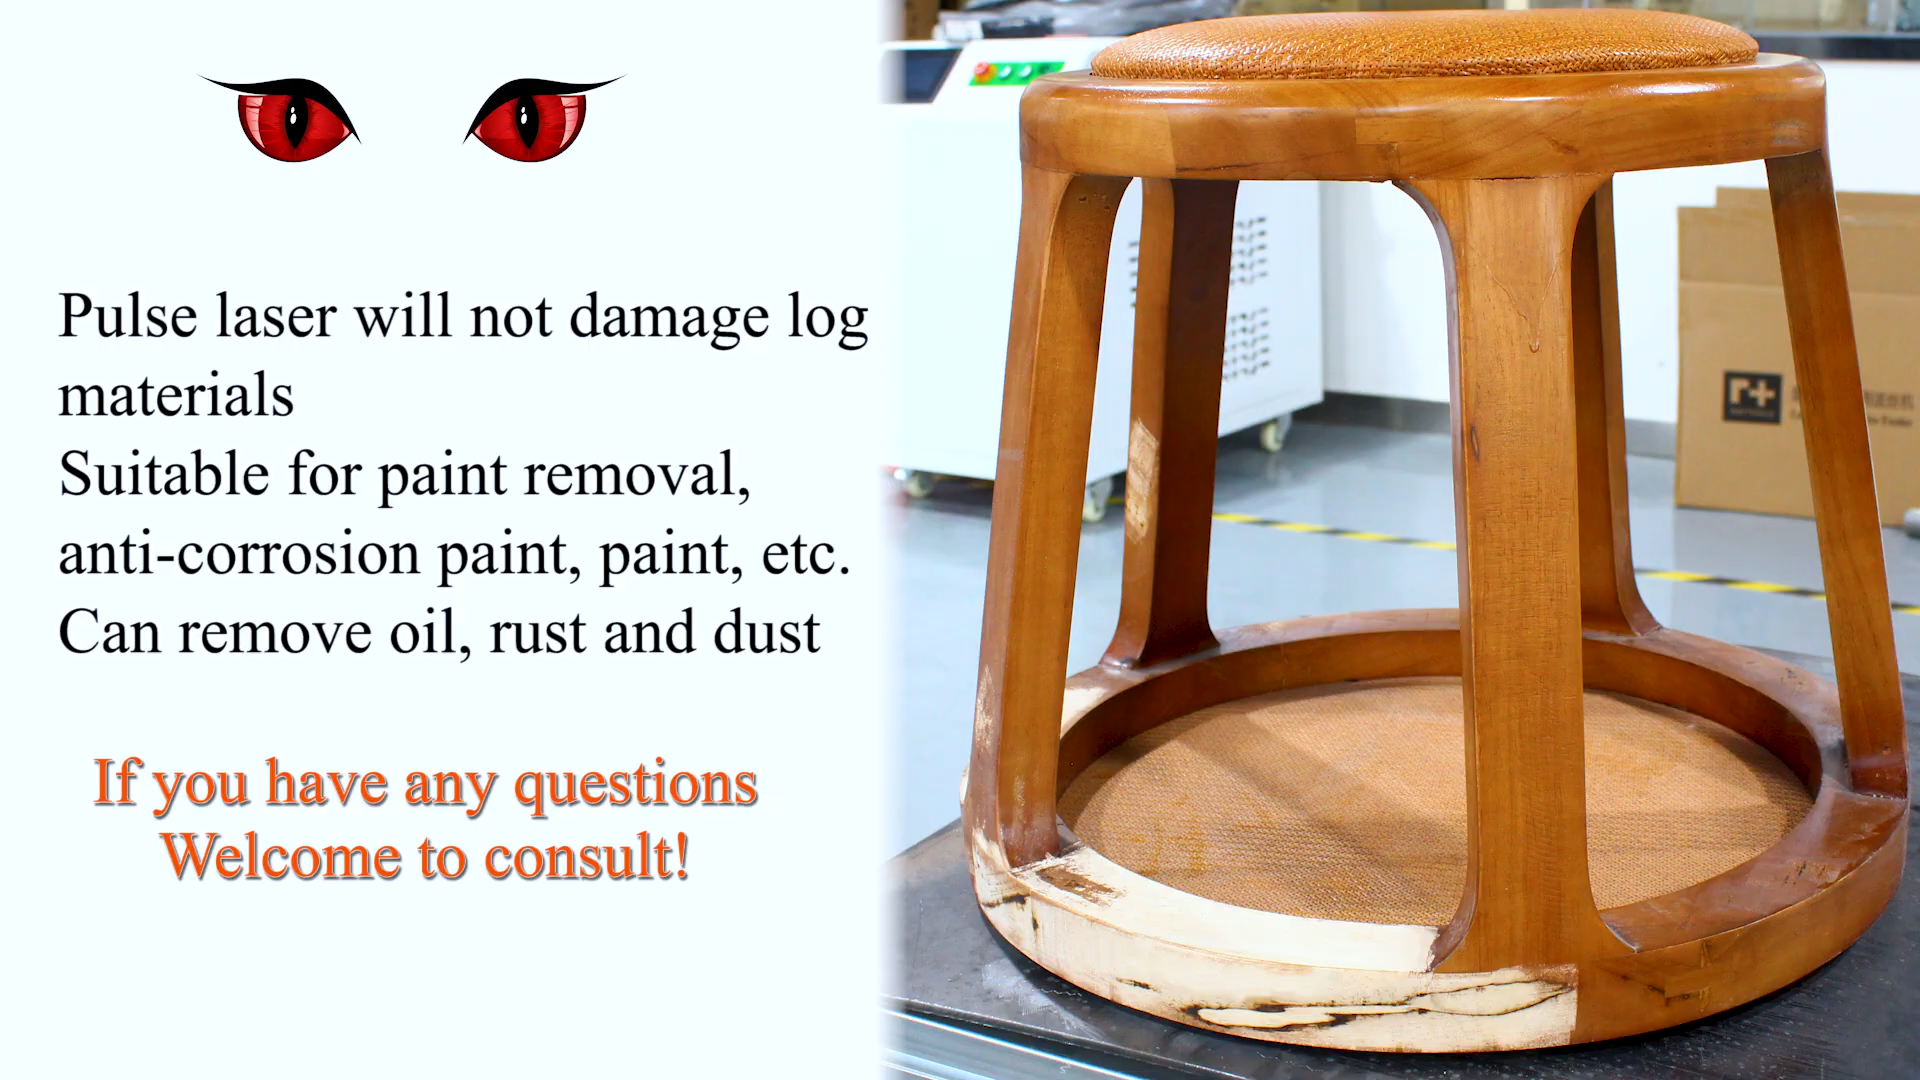 Pulse laser will not damage log
materials
Suitable for paint removal,
anti-corrosion paint, paint, etc.
Can remove oil, rust and dust
If you have any questions
Welcome to consult!